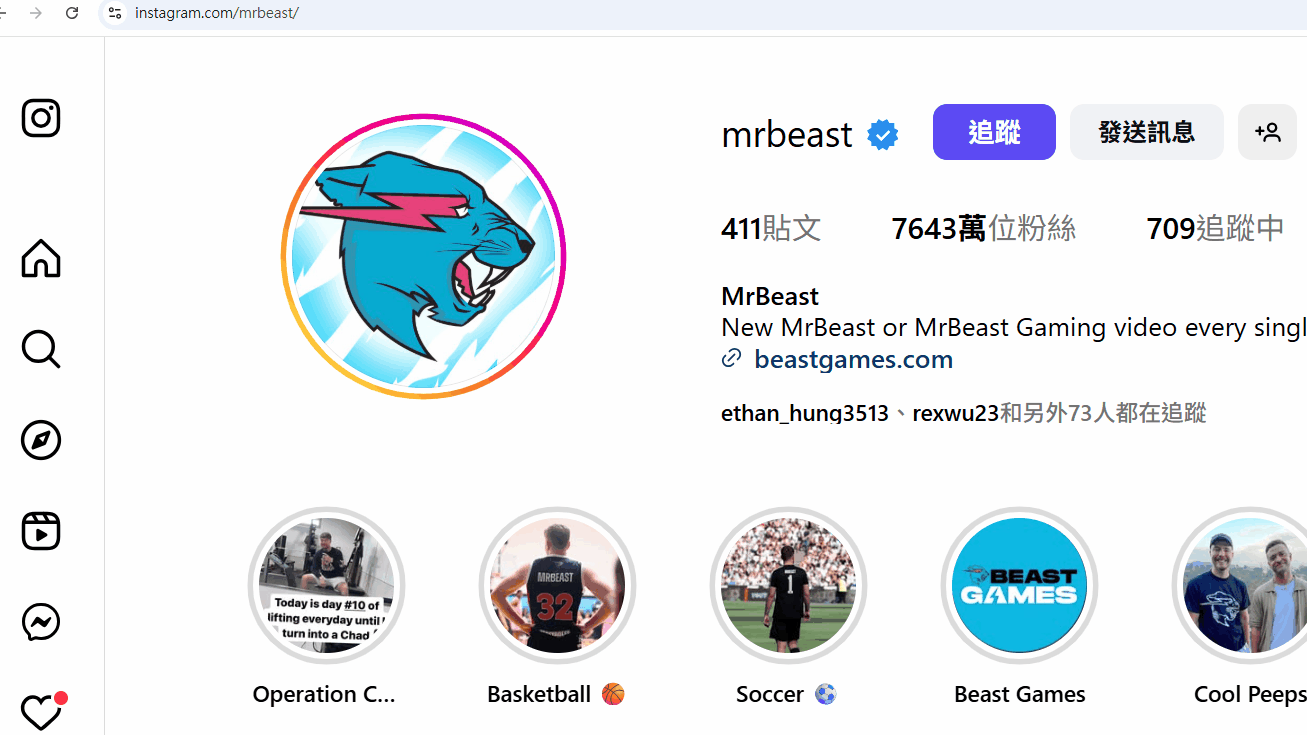 instagram.com/mrbeast/
mrbeast 追蹤 發送訊息
411貼文 7643萬位粉絲 709追蹤中
MrBeast
New MrBeast or MrBeast Gaming video every singl
beastgames.com
ethan_hung3513、rexwu23和另外73人都在追蹤
Today is day #10 of
lifting everyday until I
turn into a Chad
MRBEAST
32
1
BEAST
GAMES
Operation C...
Basketball 🏀
Soccer ⚽
Beast Games
Cool Peeps